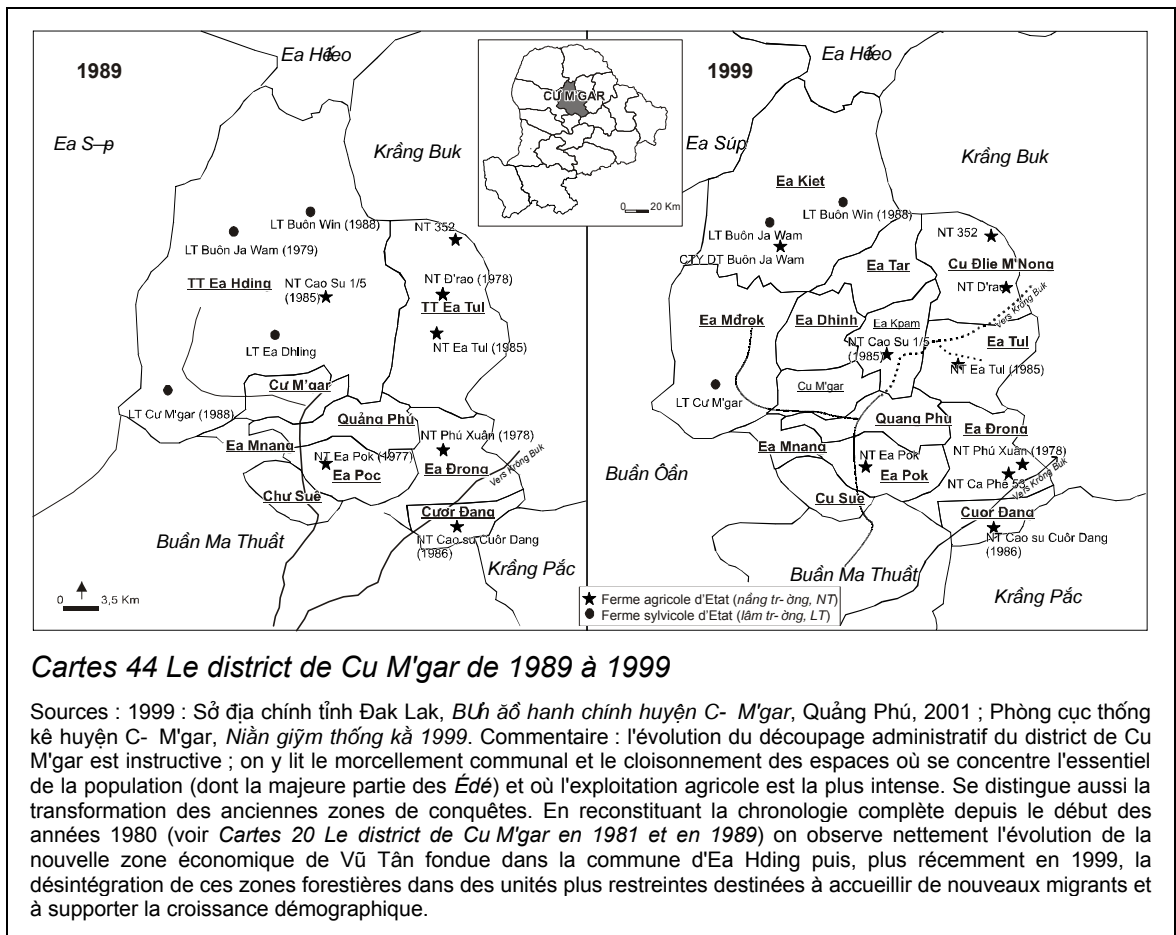 1989
Ea Hếeo
Ea S–p
Krầng Buk
LT Buôn Win (1988)
LT Buôn Ja Wam (1979)
NT 352
TT Ea Hding
NT Cao Su 1/5
(1985)
NT D'rao (1978)
TT Ea Tul
NT Ea Tul (1985)
LT Ea Dhling
Cư M'gar
LT Cư M'gar (1988)
Quảng Phú
Ea Mnang
NT Phú Xuân (1978)
NT Ea Pok (1977)
Ea Poc
Ea Đrong
Vers Krông Buk
Chư Suê
Cươr Đang
Buần Ma Thuầt
NT Cao su Cuôr Dang
(1986)
Krầng Pắc
0 3,5 Km
CƯ M'GAR
0 20 Km
1999
Ea Hếeo
Ea Súp
Krầng Buk
Ea Kiet
LT Buôn Win (1988)
LT Buôn Ja Wam
CTY DT Buôn Ja Wam
NT 352
Ea Tar
Cu Đlie M'Nong
NT D'rao
Vers Krông Buk
Ea Mđrok
Ea Dhinh
Ea Kpam
NT Cao Su 1/5
(1985)
Ea Tul
NT Ea Tul (1985)
Cu M'gar
LT Cư M'gar
Quang Phu
Ea Đrong
Ea Mnang
NT Ea Pok
NT Phú Xuân (1978)
Buần Ôần
Ea Pok
NT Ca Phê 53
Vers Krông Buk
Cu Suê
Cuor Đang
NT Cao su Cuôr Dang
(1986)
Buần Ma Thuầt
Krầng Pắc
Ferme agricole d'Etat (nầng tr- ờng, NT)
Ferme sylvicole d'Etat (lâm tr- ờng, LT)
Cartes 44 Le district de Cu M'gar de 1989 à 1999
Sources : 1999 : Sở địa chính tỉnh Đak Lak, BƯn ăồ hanh chính huyện C- M'gar, Quảng Phú, 2001 ; Phòng cục thống
kê huyện C- M'gar, Niằn giỹm thống kằ 1999. Commentaire : l'évolution du découpage administratif du district de Cu
M'gar est instructive ; on y lit le morcellement communal et le cloisonnement des espaces où se concentre l'essentiel
de la population (dont la majeure partie des Édé) et où l'exploitation agricole est la plus intense. Se distingue aussi la
transformation des anciennes zones de conquêtes. En reconstituant la chronologie complète depuis le début des
années 1980 (voir Cartes 20 Le district de Cu M'gar en 1981 et en 1989) on observe nettement l'évolution de la
nouvelle zone économique de Vũ Tân fondue dans la commune d'Ea Hding puis, plus récemment en 1999, la
désintégration de ces zones forestières dans des unités plus restreintes destinées à accueillir de nouveaux migrants et
à supporter la croissance démographique.